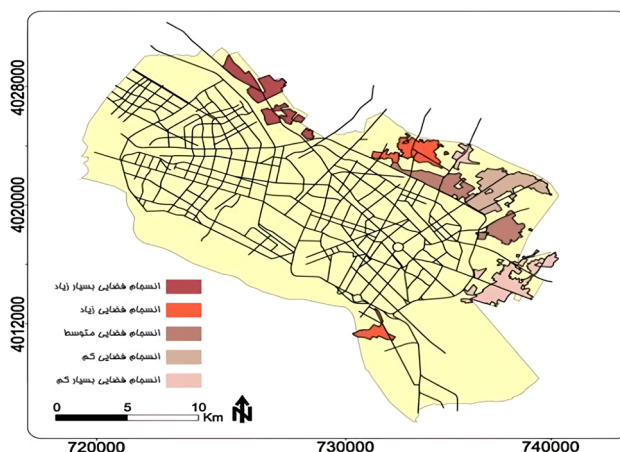 4028000
4020000
4012000
انسجام فضایی بسیار زیاد
انسجام فضایی زیاد
انسجام فضایی متوسط
انسجام فضایی کم
انسجام فضایی بسیار کم
0 5 10
Km
N
720000 730000 740000